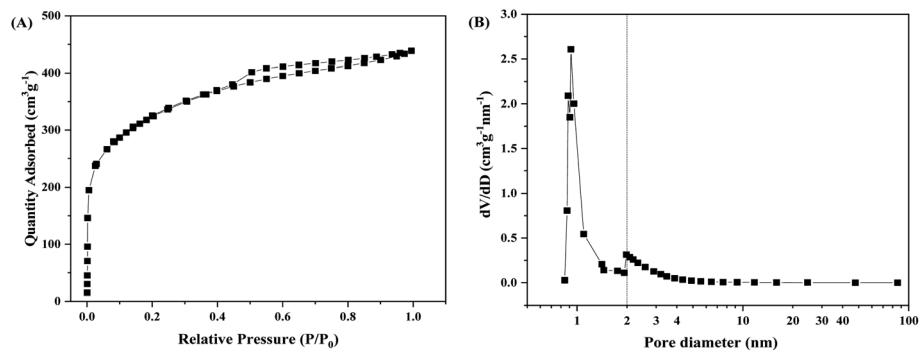 (A)
500
400
300
200
100
0
Quantity Adsorbed (cm³g⁻¹)
0.0 0.2 0.4 0.6 0.8 1.0
Relative Pressure (P/P₀)
(B)
3.0
2.5
2.0
1.5
1.0
0.5
0.0
dV/dD (cm³g⁻¹nm⁻¹)
1 2 3 4 10 20 30 40 100
Pore diameter (nm)